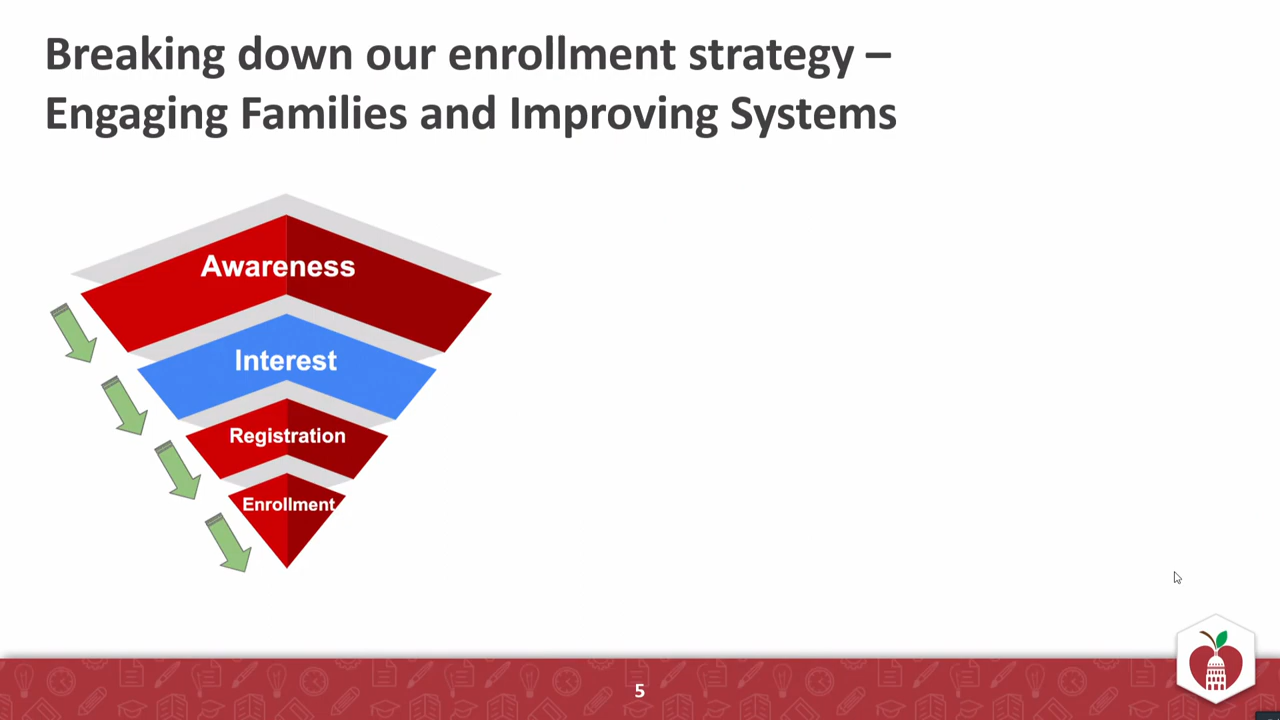 Breaking down our enrollment strategy –
Engaging Families and Improving Systems
Awareness
Interest
Registration
Enrollment
5